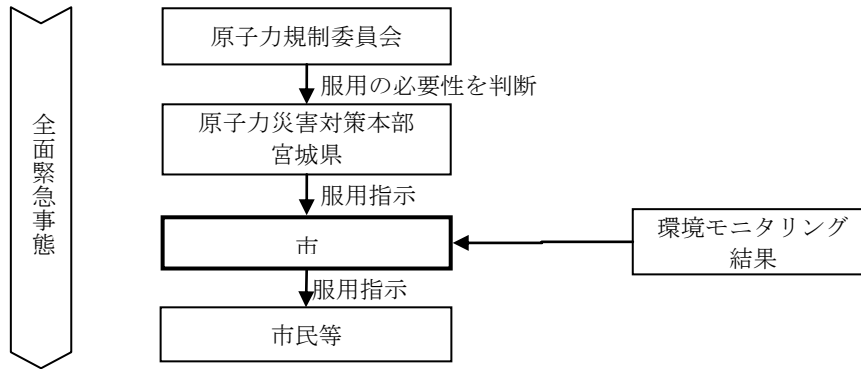 原子力規制委員会
服用の必要性を判断
原子力災害対策本部
宮城県
服用指示
市
環境モニタリング
結果
服用指示
市民等
全面緊急事態